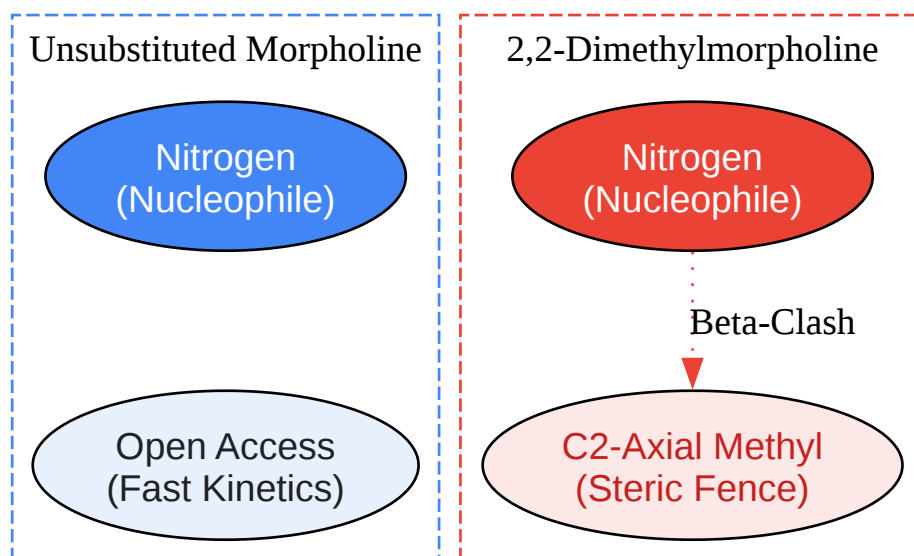 Unsubstituted Morpholine
Nitrogen
(Nucleophile)
Open Access
(Fast Kinetics)
2,2-Dimethylmorpholine
Nitrogen
(Nucleophile)
Beta-Clash
C2-Axial Methyl
(Steric Fence)